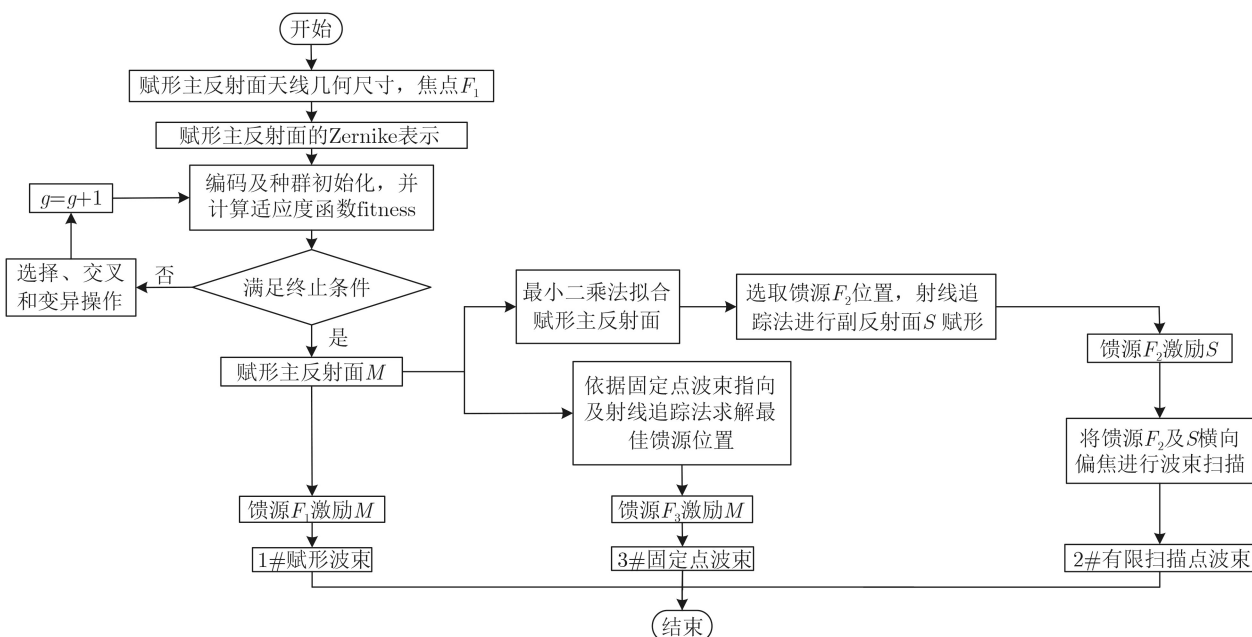 开始
赋形主反射面天线几何尺寸，焦点F₁
赋形主反射面的Zernike表示
编码及种群初始化，并
计算适应度函数fitness
g=g+1
选择、交叉
和变异操作
否
满足终止条件
是
赋形主反射面M
最小二乘法拟合
赋形主反射面
选取馈源F₂位置，射线追
踪法进行副反射面S 赋形
馈源F₂激励S
依据固定点波束指向
及射线追踪法求解最
佳馈源位置
将馈源F₂及S横向
偏焦进行波束扫描
馈源F₁激励M
馈源F₃激励M
1#赋形波束
3#固定点波束
2#有限扫描点波束
结束